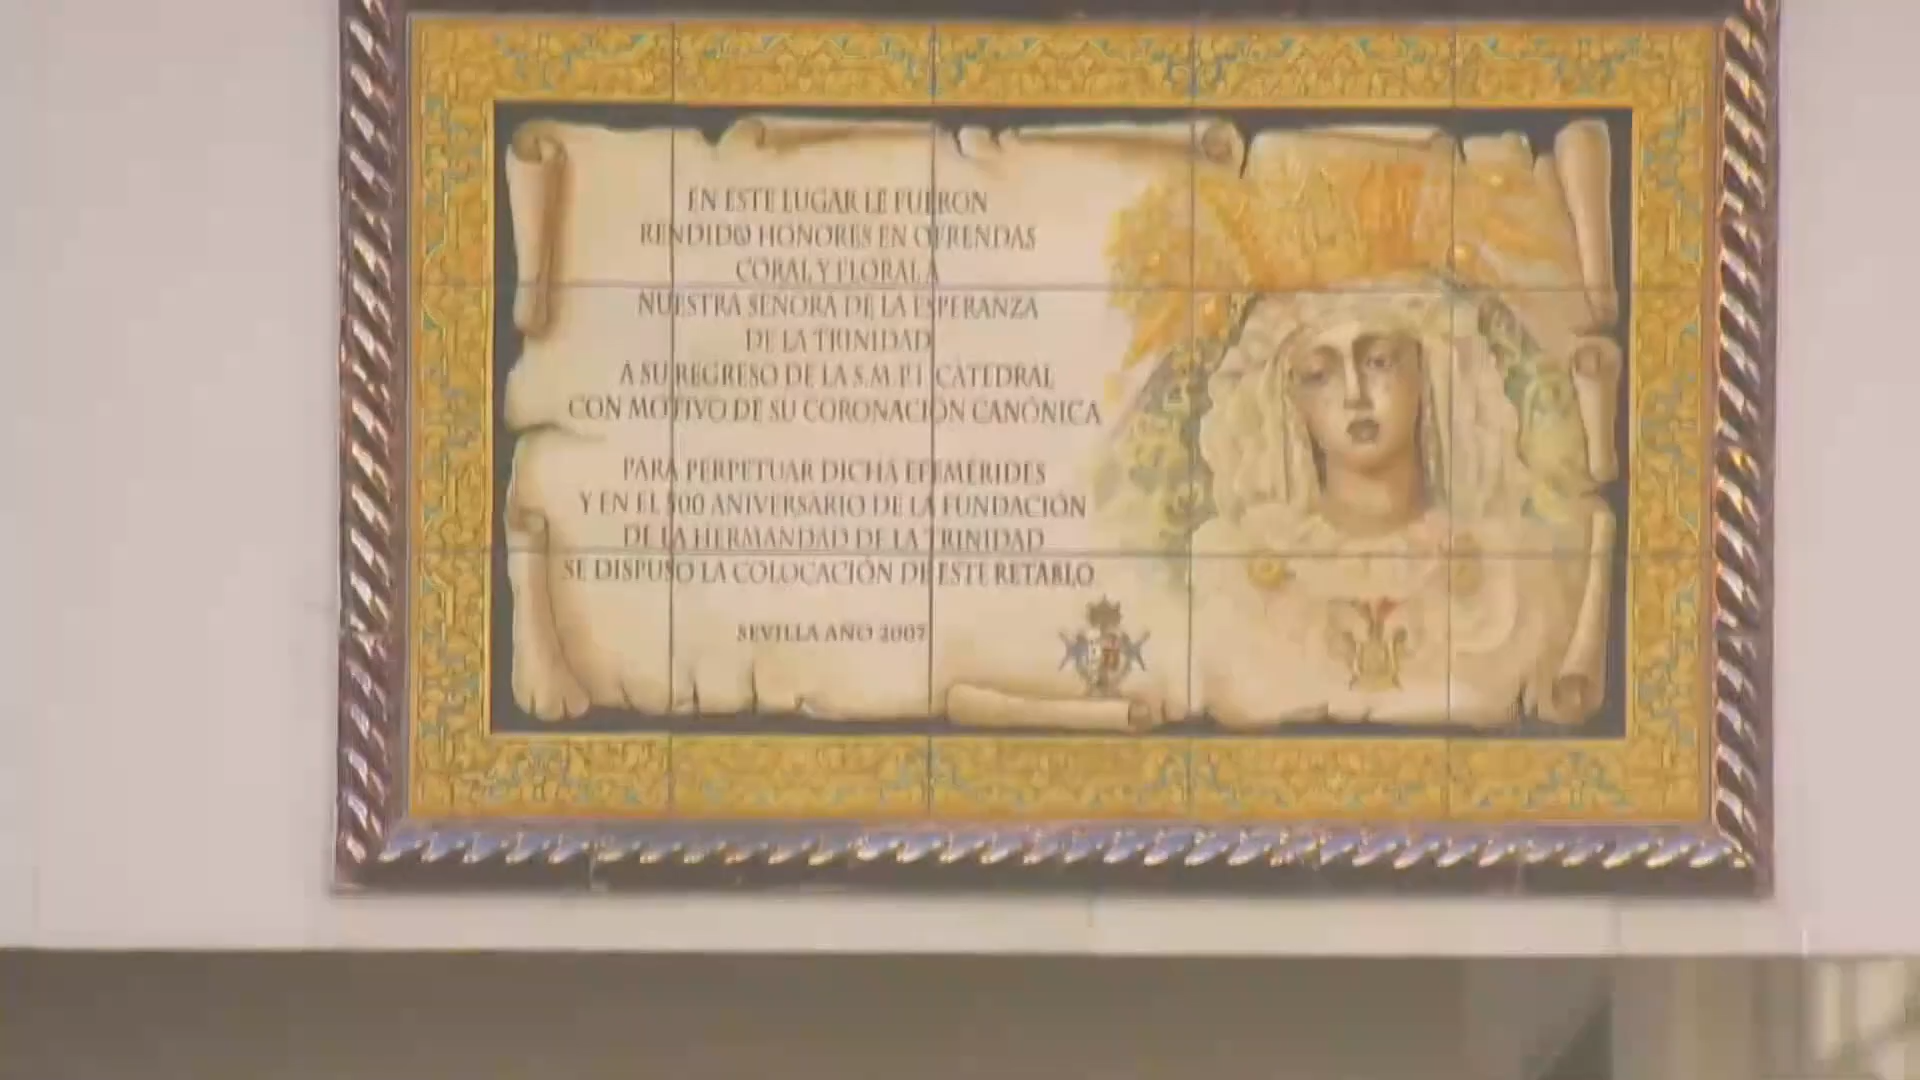 EN ESTE LUGAR LE FUERON
RENDIDOS HONORES EN OFRENDAS
CORAL Y FLORAL A
NUESTRA SEÑORA DE LA ESPERANZA
DE LA TRINIDAD
A SU REGRESO DE LA S.M.P.I. CATEDRAL
CON MOTIVO DE SU CORONACIÓN CANÓNICA
PARA PERPETUAR DICHA EFEMÉRIDES
Y EN EL 500 ANIVERSARIO DE LA FUNDACIÓN
DE LA HERMANDAD DE LA TRINIDAD
SE DISPUSO LA COLOCACIÓN DE ESTE RETABLO
SEVILLA AÑO 2007